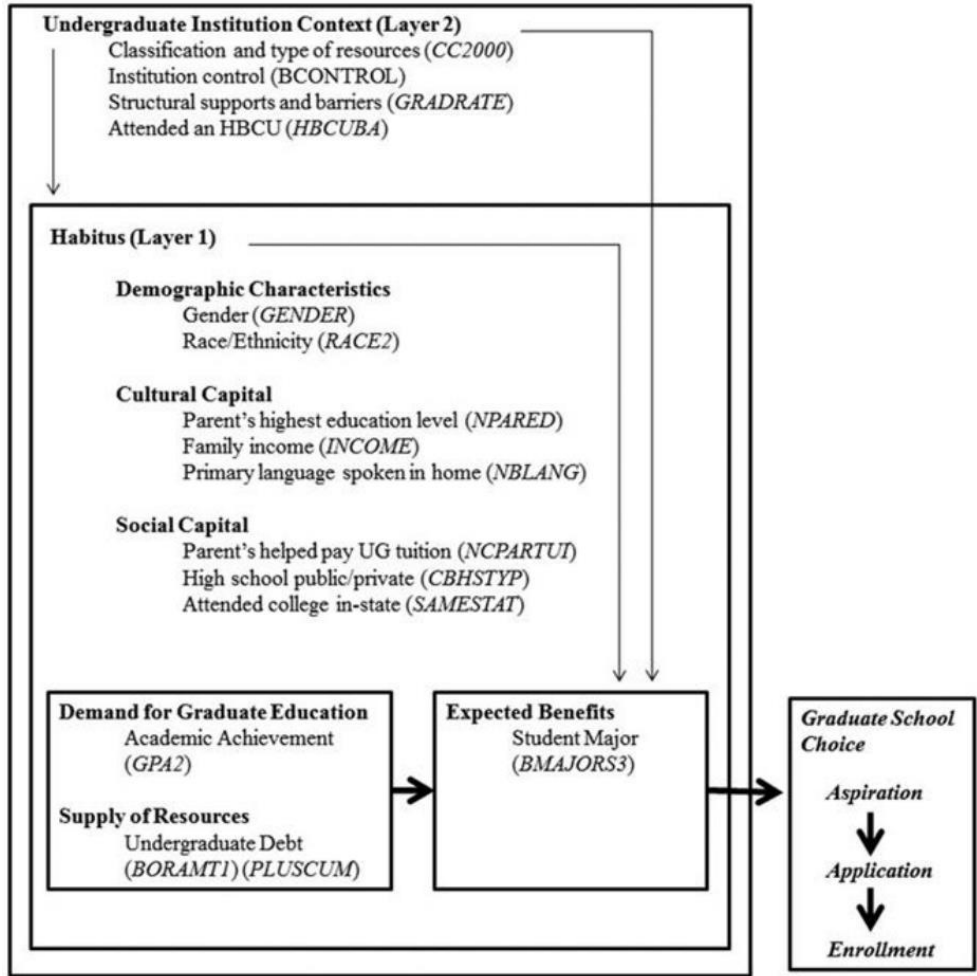 Undergraduate Institution Context (Layer 2)
Classification and type of resources (CC2000)
Institution control (BCONTROL)
Structural supports and barriers (GRADRATE)
Attended an HBCU (HBCUBA)
Habitus (Layer 1)
Demographic Characteristics
Gender (GENDER)
Race/Ethnicity (RACE2)
Cultural Capital
Parent's highest education level (NPARED)
Family income (INCOME)
Primary language spoken in home (NBLANG)
Social Capital
Parent's helped pay UG tuition (NCPARTUI)
High school public/private (CBHSTYP)
Attended college in-state (SAMESTAT)
Demand for Graduate Education
Academic Achievement
(GPA2)
Supply of Resources
Undergraduate Debt
(BORAMT1) (PLUSCUM)
Expected Benefits
Student Major
(BMAJORS3)
Graduate School
Choice
Aspiration
Application
Enrollment